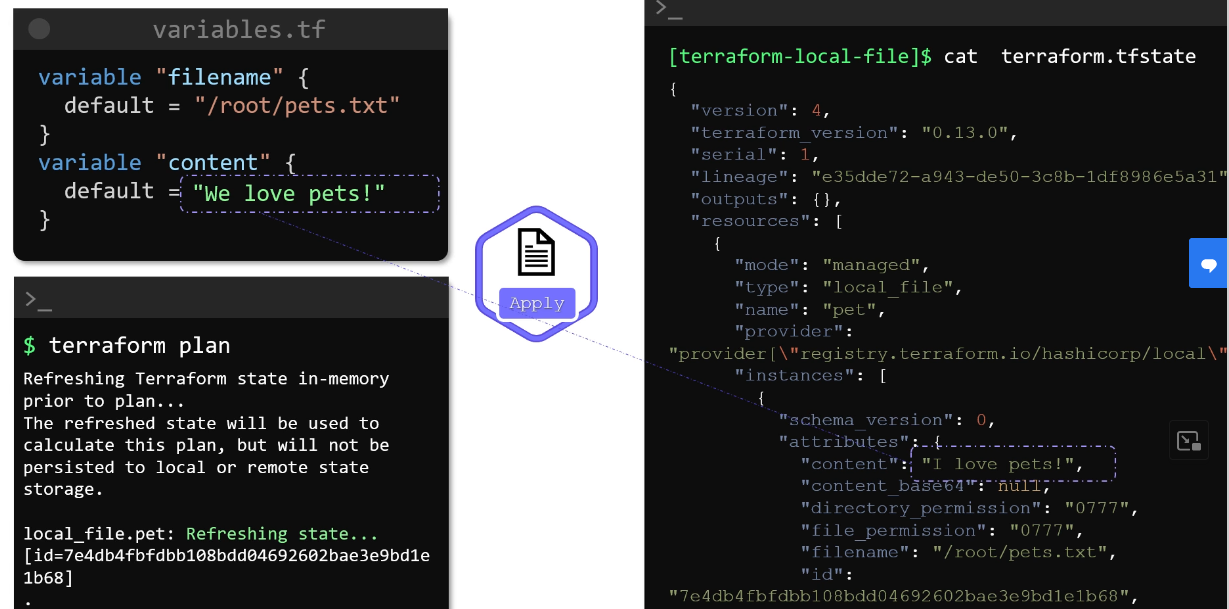 variables.tf
variable "filename" {
default = "/root/pets.txt"
}
variable "content" {
default = "We love pets!"
}
>_
$ terraform plan
Refreshing Terraform state in-memory
prior to plan...
The refreshed state will be used to
calculate this plan, but will not be
persisted to local or remote state
storage.
local_file.pet: Refreshing state...
[id=7e4db4fbfdbb108bdd04692602bae3e9bd1e
1b68]
.
Apply
>_
[terraform-local-file]$ cat terraform.tfstate
{
"version": 4,
"terraform_version": "0.13.0",
"serial": 1,
"lineage": "e35dde72-a943-de50-3c8b-1df8986e5a31"
"outputs": {},
"resources": [
{
"mode": "managed",
"type": "local_file",
"name": "pet",
"provider":
"provider[\"registry.terraform.io/hashicorp/local\"
"instances": [
{
"schema_version": 0,
"attributes": {
"content": "I love pets!",
"content_base64": null,
"directory_permission": "0777",
"file_permission": "0777",
"filename": "/root/pets.txt",
"id":
"7e4db4fbfdbb108bdd04692602bae3e9bd1e1b68",